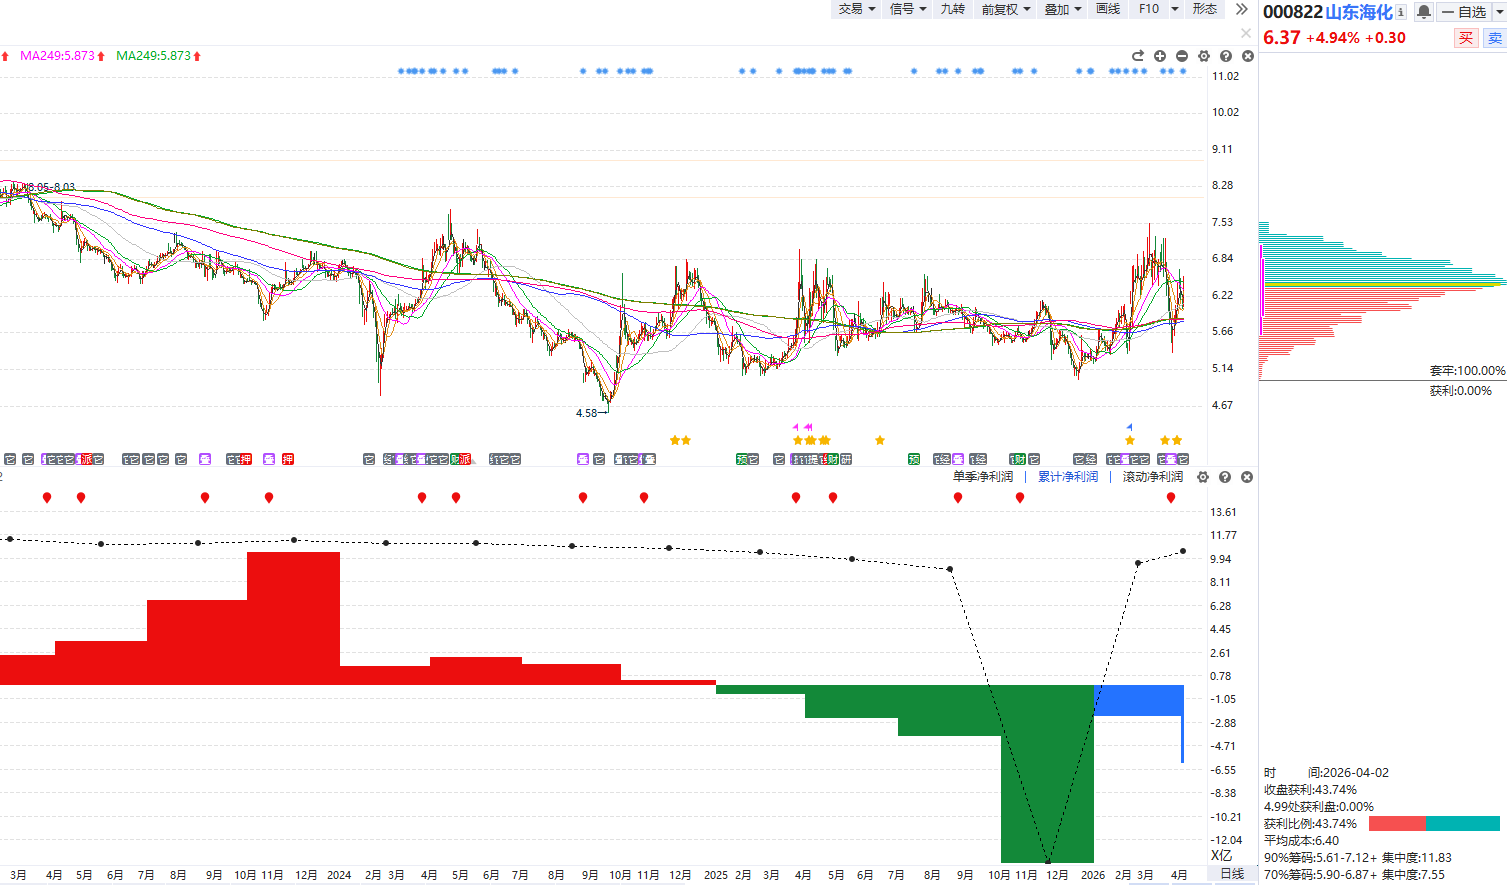 交易 信号 九转 前复权 叠加 画线 F10 形态
000822 山东海化 自选
6.37 +4.94% +0.30 买 卖
MA249:5.873 MA249:5.873
11.02
10.02
9.11
8.28
8.05-8.03
7.53
6.84
6.22
5.66
5.14
4.67
4.58
套牢:100.00%
获利:0.00%
单季净利润 累计净利润 滚动净利润
13.61
11.77
9.94
8.11
6.28
4.45
2.61
0.78
-1.05
-2.88
-4.71
-6.55
-8.38
-10.21
-12.04
X亿
3月 4月 5月 6月 7月 8月 9月 10月 11月 12月 2024 2月 3月 4月 5月 6月 7月 8月 9月 10月 11月 12月 2025 2月 3月 4月 5月 6月 7月 8月 9月 10月 11月 12月 2026 2月 3月 4月 日线
时 间:2026-04-02
收盘获利:43.74%
4.99处获利盘:0.00%
获利比例:43.74%
平均成本:6.40
90%筹码:5.61-7.12+ 集中度:11.83
70%筹码:5.90-6.87+ 集中度:7.55